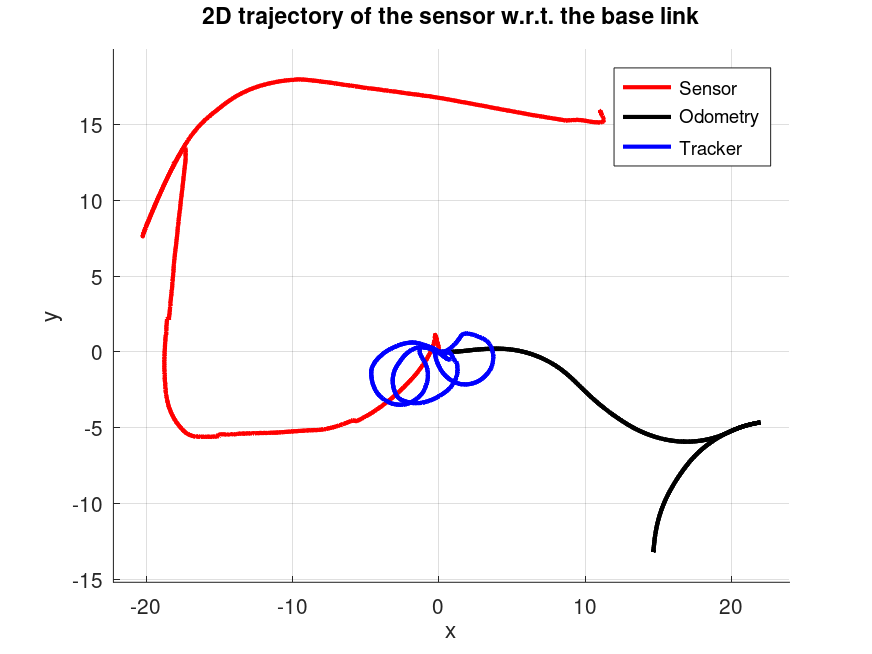 2D trajectory of the sensor w.r.t. the base link
Sensor
Odometry
Tracker
15
10
5
0
-5
-10
-15
y
-20
-10
0
10
20
x